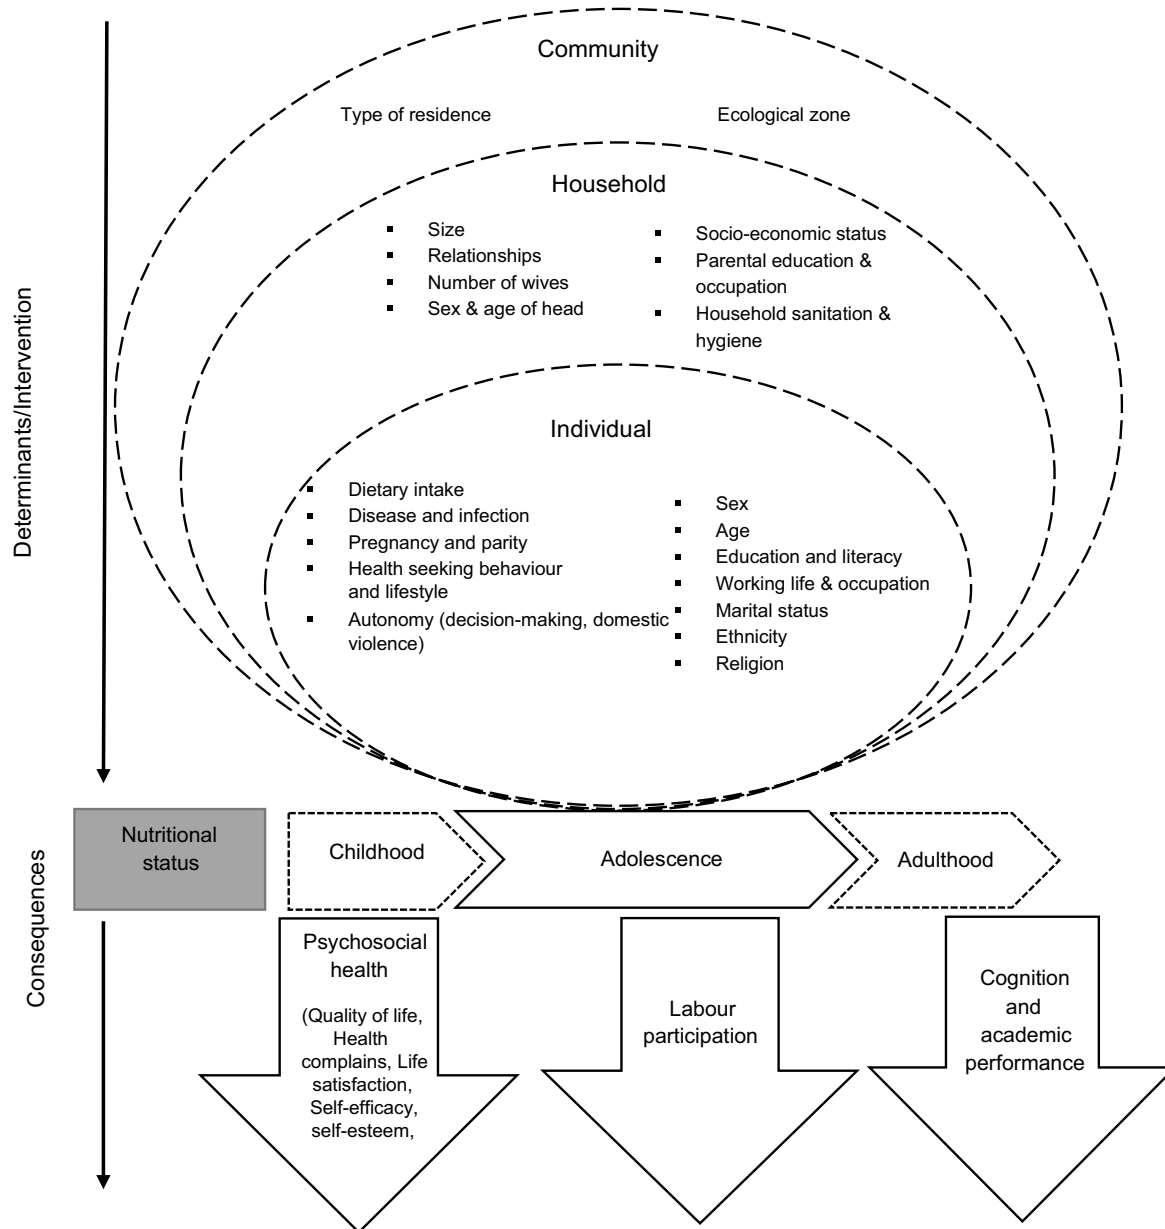 Community
Type of residence
Ecological zone
Household
▪ Size
▪ Relationships
▪ Number of wives
▪ Sex & age of head
▪ Socio-economic status
▪ Parental education &
occupation
▪ Household sanitation &
hygiene
Individual
▪ Dietary intake
▪ Disease and infection
▪ Pregnancy and parity
▪ Health seeking behaviour
and lifestyle
▪ Autonomy (decision-making, domestic
violence)
▪ Sex
▪ Age
▪ Education and literacy
▪ Working life & occupation
▪ Marital status
▪ Ethnicity
▪ Religion
Determinants/Intervention
Nutritional
status
Childhood
Adolescence
Adulthood
Consequences
Psychosocial
health
(Quality of life,
Health
complains, Life
satisfaction,
Self-efficacy,
self-esteem,
Labour
participation
Cognition
and
academic
performance